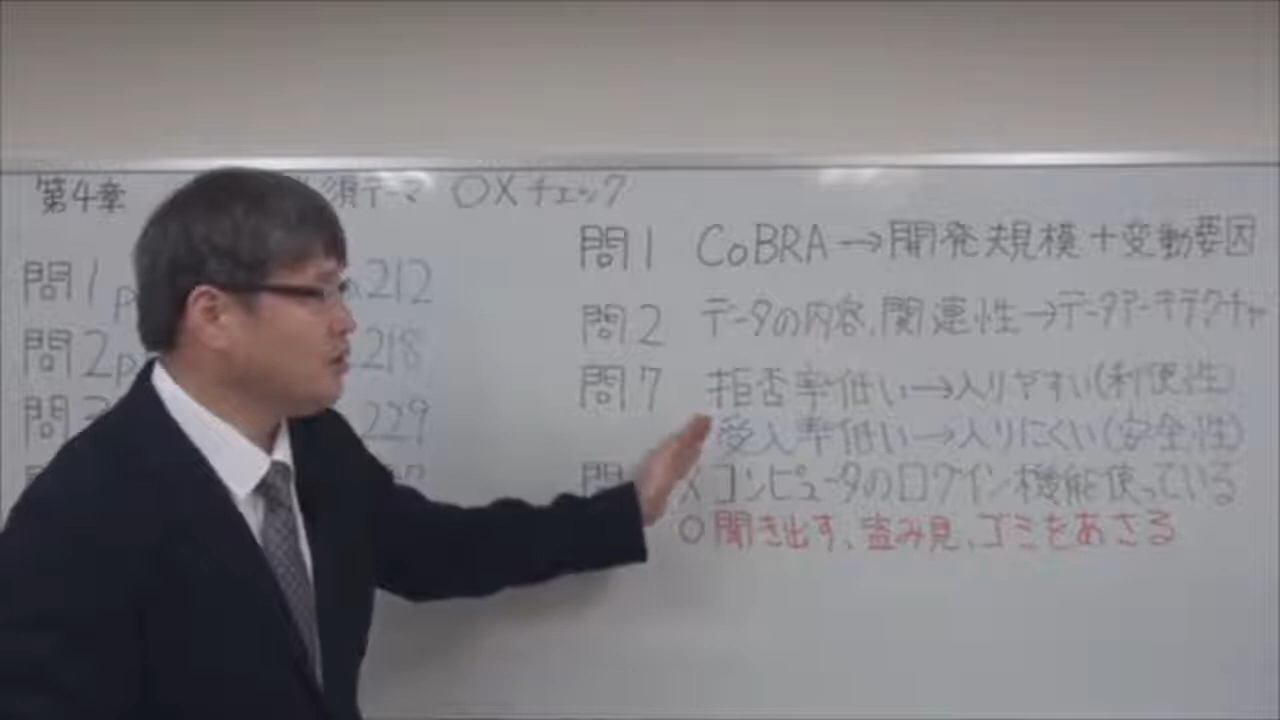 第4章 須テーマ 〇×チェック
問1 p 212
問2 p 218
問 229
問1 CoBRA→開発規模+変動要因
問2 データの内容、関連性→データアーキテクチャ
問7 拒否率低い→入りやすい(利便性)
受入率低い→入りにくい(安全性)
問 × コンピュータのログイン機能使っている
〇 聞き出す、盗み見、ゴミをあさる